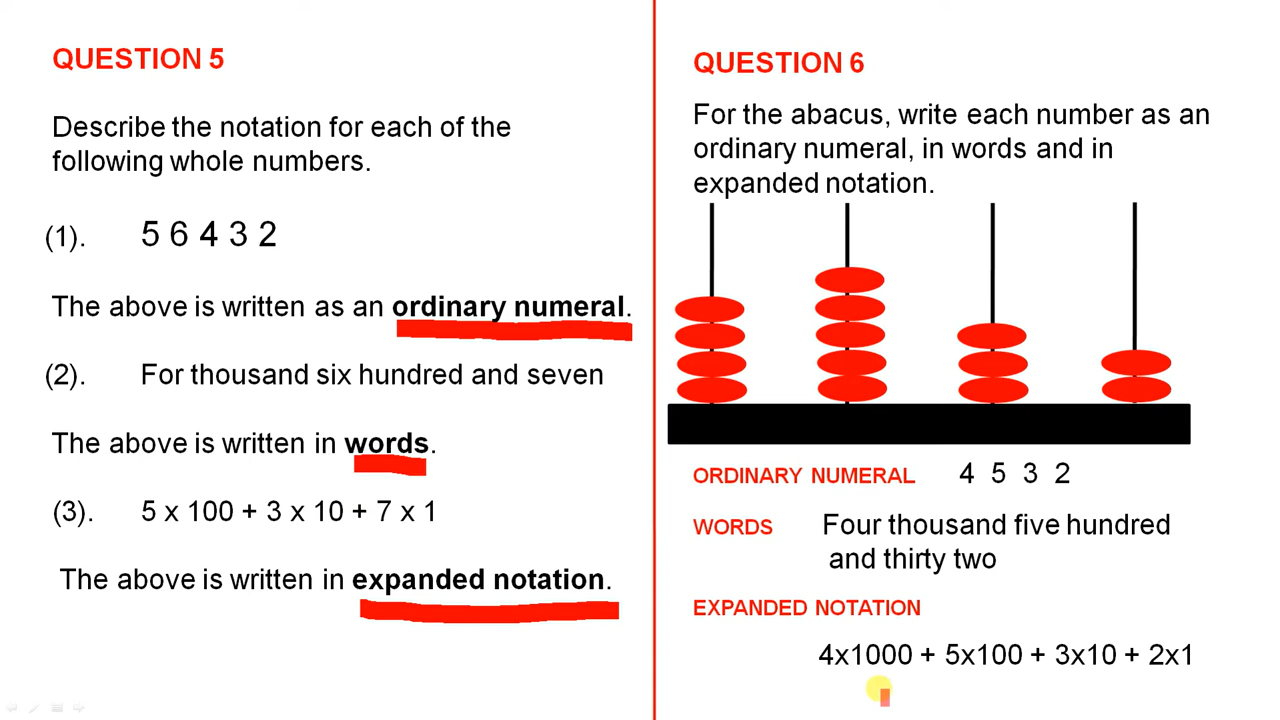 QUESTION 5
Describe the notation for each of the
following whole numbers.
(1). 5 6 4 3 2
The above is written as an ordinary numeral.
(2). For thousand six hundred and seven
The above is written in words.
(3). 5 x 100 + 3 x 10 + 7 x 1
The above is written in expanded notation.
QUESTION 6
For the abacus, write each number as an
ordinary numeral, in words and in
expanded notation.
ORDINARY NUMERAL 4 5 3 2
WORDS Four thousand five hundred
and thirty two
EXPANDED NOTATION
4x1000 + 5x100 + 3x10 + 2x1